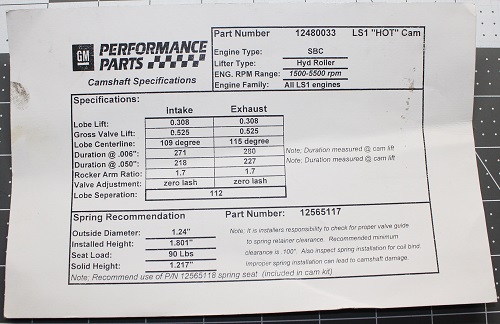 GM PERFORMANCE PARTS
Camshaft Specifications
Part Number 12480033 LS1 "HOT" Cam
Engine Type: SBC
Lifter Type: Hyd Roller
ENG. RPM Range: 1500-5500 rpm
Engine Family: All LS1 engines
Specifications:
Intake Exhaust
Lobe Lift: 0.308 0.308
Gross Valve Lift: 0.525 0.525
Lobe Centerline: 109 degree 115 degree
Duration @ .006": 271 280 Note; Duration measured @ cam lift
Duration @ .050": 218 227 Note; Duration measured @ cam lift
Rocker Arm Ratio: 1.7 1.7
Valve Adjustment: zero lash zero lash
Lobe Seperation: 112
Spring Recommendation Part Number: 12565117
Outside Diameter: 1.24"
Installed Height: 1.801"
Seat Load: 90 Lbs
Solid Height: 1.217"
Note; It is installers responsibility to check for proper valve guide
to spring retainer clearance. Recommended minimum
clearance is .100". Also inspect spring installation for coil bind.
Improper spring installation can lead to camshaft damage.
Note; Recommend use of P/N 12565118 spring seat (included in cam kit)